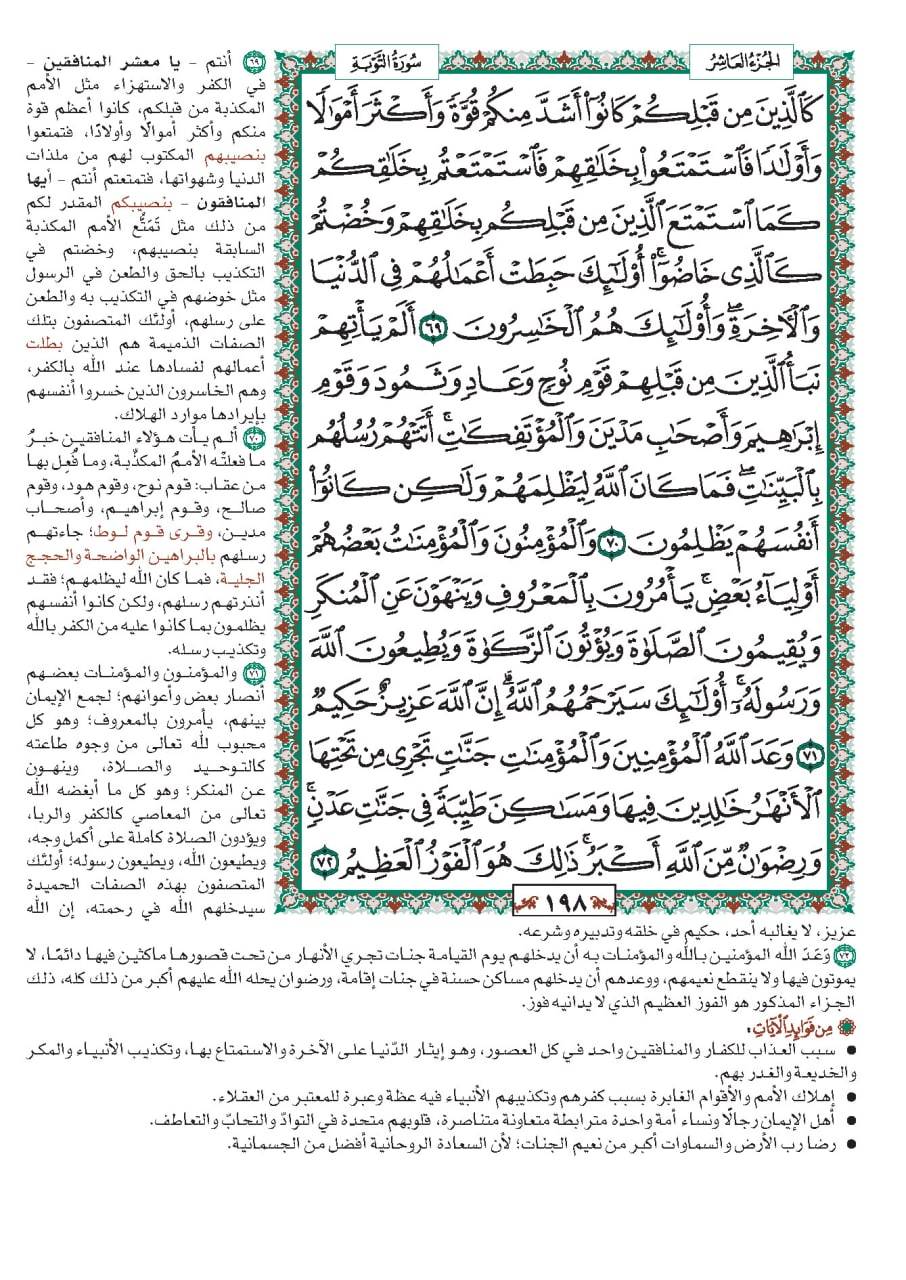 الجُزْءُ العَاشِرُ
سُورَةُ التَّوْبَةِ
كَالَّذِينَ مِن قَبْلِكُمْ كَانُوٓا۟ أَشَدَّ مِنكُمْ قُوَّةً وَأَكْثَرَ أَمْوَٰلًا
وَأَوْلَٰدًا فَٱسْتَمْتَعُوا۟ بِخَلَٰقِهِمْ فَٱسْتَمْتَعْتُم بِخَلَٰقِكُمْ
كَمَا ٱسْتَمْتَعَ ٱلَّذِينَ مِن قَبْلِكُم بِخَلَٰقِهِمْ وَخُضْتُمْ
كَٱلَّذِى خَاضُوٓا۟ ۚ أُو۟لَٰٓئِكَ حَبِطَتْ أَعْمَٰلُهُمْ فِى ٱلدُّنْيَا
وَٱلْءَاخِرَةِ ۖ وَأُو۟لَٰٓئِكَ هُمُ ٱلْخَٰسِرُونَ ٦٩ أَلَمْ يَأْتِهِمْ
نَبَأُ ٱلَّذِينَ مِن قَبْلِهِمْ قَوْمِ نُوحٍ وَعَادٍ وَثَمُودَ وَقَوْمِ
إِبْرَٰهِيمَ وَأَصْحَٰبِ مَدْيَنَ وَٱلْمُؤْتَفِكَٰتِ ۚ أَتَتْهُمْ رُسُلُهُم
بِٱلْبَيِّنَٰتِ ۖ فَمَا كَانَ ٱللَّهُ لِيَظْلِمَهُمْ وَلَٰكِن كَانُوٓا۟
أَنفُسَهُمْ يَظْلِمُونَ ٧٠ وَٱلْمُؤْمِنُونَ وَٱلْمُؤْمِنَٰتُ بَعْضُهُمْ
أَوْلِيَآءُ بَعْضٍ ۚ يَأْمُرُونَ بِٱلْمَعْرُوفِ وَيَنْهَوْنَ عَنِ ٱلْمُنكَرِ
وَيُقِيمُونَ ٱلصَّلَوٰةَ وَيُؤْتُونَ ٱلزَّكَوٰةَ وَيُطِيعُونَ ٱللَّهَ
وَرَسُولَهُۥٓ ۚ أُو۟لَٰٓئِكَ سَيَرْحَمُهُمُ ٱللَّهُ ۗ إِنَّ ٱللَّهَ عَزِيزٌ حَكِيمٌ
٧١ وَعَدَ ٱللَّهُ ٱلْمُؤْمِنِينَ وَٱلْمُؤْمِنَٰتِ جَنَّٰتٍ تَجْرِى مِن تَحْتِهَا
ٱلْأَنْهَٰرُ خَٰلِدِينَ فِيهَا وَمَسَٰكِنَ طَيِّبَةً فِى جَنَّٰتِ عَدْنٍ ۚ
وَرِضْوَٰنٌ مِّنَ ٱللَّهِ أَكْبَرُ ۚ ذَٰلِكَ هُوَ ٱلْفَوْزُ ٱلْعَظِيمُ ٧٢
١٩٨
٦٩ أنتم - يا معشر المنافقين -
في الكفر والاستهزاء مثل الأمم
المكذبة من قبلكم، كانوا أعظم قوة
منكم وأكثر أموالًا وأولادًا، فتمتعوا
بنصيبهم المكتوب لهم من ملذات
الدنيا وشهواتها، فتمتعتم أنتم - أيها
المنافقون - بنصيبكم المقدر لكم
من ذلك مثل تَمَتُّع الأمم المكذبة
السابقة بنصيبهم، وخضتم في
التكذيب بالحق والطعن في الرسول
مثل خوضهم في التكذيب به والطعن
على رسلهم، أولئك المتصفون بتلك
الصفات الذميمة هم الذين بطلت
أعمالهم لفسادها عند الله بالكفر،
وهم الخاسرون الذين خسروا أنفسهم
بإيرادها موارد الهلاك.
٧٠ ألم يأت هؤلاء المنافقين خبرُ
ما فعلتْه الأممُ المكذّبة، وما فُعِل بها
من عقاب: قوم نوح، وقوم هود، وقوم
صالح، وقوم إبراهيم، وأصحاب
مدين، وقرى قوم لوط؛ جاءتهم
رسلهم بالبراهين الواضحة والحجج
الجلية، فما كان الله ليظلمهم؛ فقد
أنذرتهم رسلهم، ولكن كانوا أنفسهم
يظلمون بما كانوا عليه من الكفر بالله
وتكذيب رسله.
٧١ والمؤمنون والمؤمنات بعضهم
أنصار بعض وأعوانهم؛ لجمع الإيمان
بينهم، يأمرون بالمعروف؛ وهو كل
محبوب لله تعالى من وجوه طاعته
كالتوحيد والصلاة، وينهون
عن المنكر؛ وهو كل ما أبغضه الله
تعالى من المعاصي كالكفر والربا،
ويؤدون الصلاة كاملة على أكمل وجه،
ويطيعون الله، ويطيعون رسوله؛ أولئك
المتصفون بهذه الصفات الحميدة
سيدخلهم الله في رحمته، إن الله
عزيز، لا يغالبه أحد، حكيم في خلقه وتدبيره وشرعه.
٧٢ وَعَدَ الله المؤمنين بالله والمؤمنات به أن يدخلهم يوم القيامة جنات تجري الأنهار من تحت قصورها ماكثين فيها دائمًا، لا
يموتون فيها ولا ينقطع نعيمهم، ووعدهم أن يدخلهم مساكن حسنة في جنات إقامة، ورضوان يحله الله عليهم أكبر من ذلك كله، ذلك
الجزاء المذكور هو الفوز العظيم الذي لا يدانيه فوز.
مِن فَوَائِدِ الْآيَاتِ:
• سبب العذاب للكفار والمنافقين واحد في كل العصور، وهو إيثار الدّنيا على الآخرة والاستمتاع بها، وتكذيب الأنبياء والمكر
والخديعة والغدر بهم.
• إهلاك الأمم والأقوام الغابرة بسبب كفرهم وتكذيبهم الأنبياء فيه عظة وعبرة للمعتبر من العقلاء.
• أهل الإيمان رجالًا ونساء أمة واحدة مترابطة متعاونة متناصرة، قلوبهم متحدة في التوادّ والتحابّ والتعاطف.
• رضا رب الأرض والسماوات أكبر من نعيم الجنات؛ لأن السعادة الروحانية أفضل من الجسمانية.